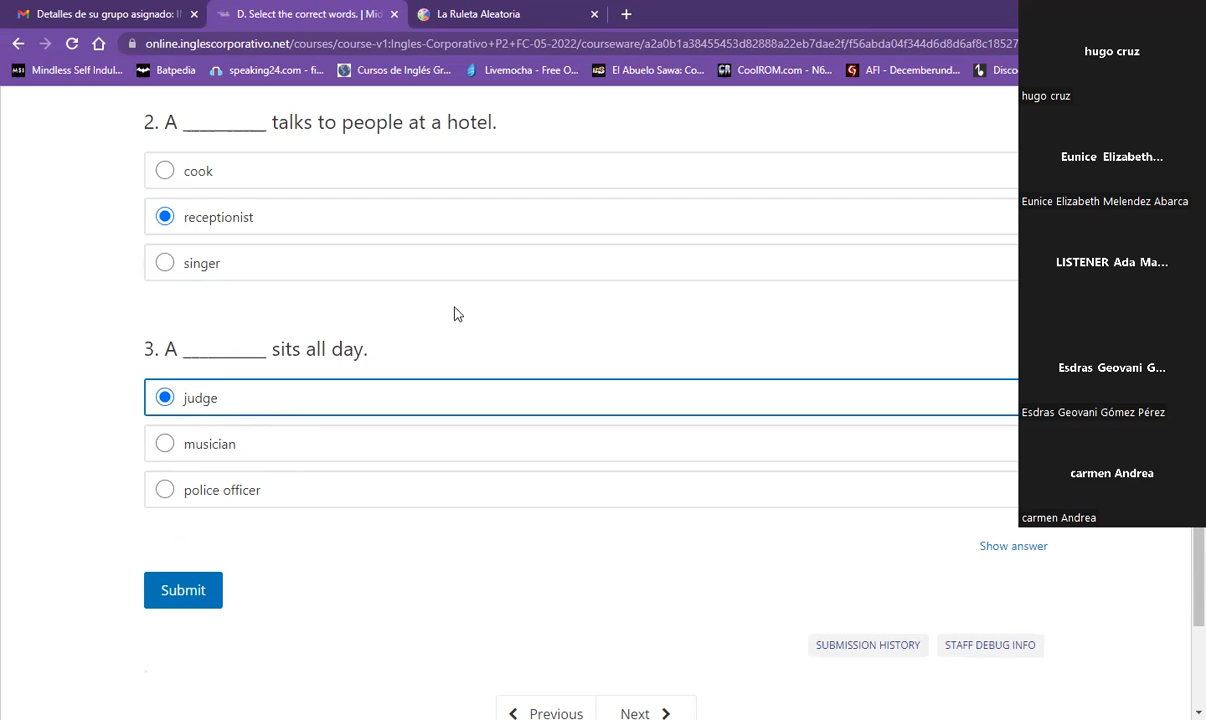 Detalles de su grupo asignado: I
D. Select the correct words. | Mid
La Ruleta Aleatoria
online.inglescorporativo.net/courses/course-v1:Ingles-Corporativo+P2+FC-05-2022/courseware/a2a0b1a38455453d82888a22eb7dae2f/f56abda04f344d6d8d6af8c18527
Mindless Self Indul...
Batpedia
speaking24.com - fi...
Cursos de Inglés Gr...
Livemocha - Free O...
El Abuelo Sawa: Co...
CoolROM.com - N6...
AFI - Decemberund...
Disco
2. A __________ talks to people at a hotel.
cook
receptionist
singer
3. A __________ sits all day.
judge
musician
police officer
Show answer
Submit
SUBMISSION HISTORY
STAFF DEBUG INFO
Previous
Next
hugo cruz
hugo cruz
Eunice Elizabeth...
Eunice Elizabeth Melendez Abarca
LISTENER Ada Ma...
Esdras Geovani G...
Esdras Geovani Gómez Pérez
carmen Andrea
carmen Andrea